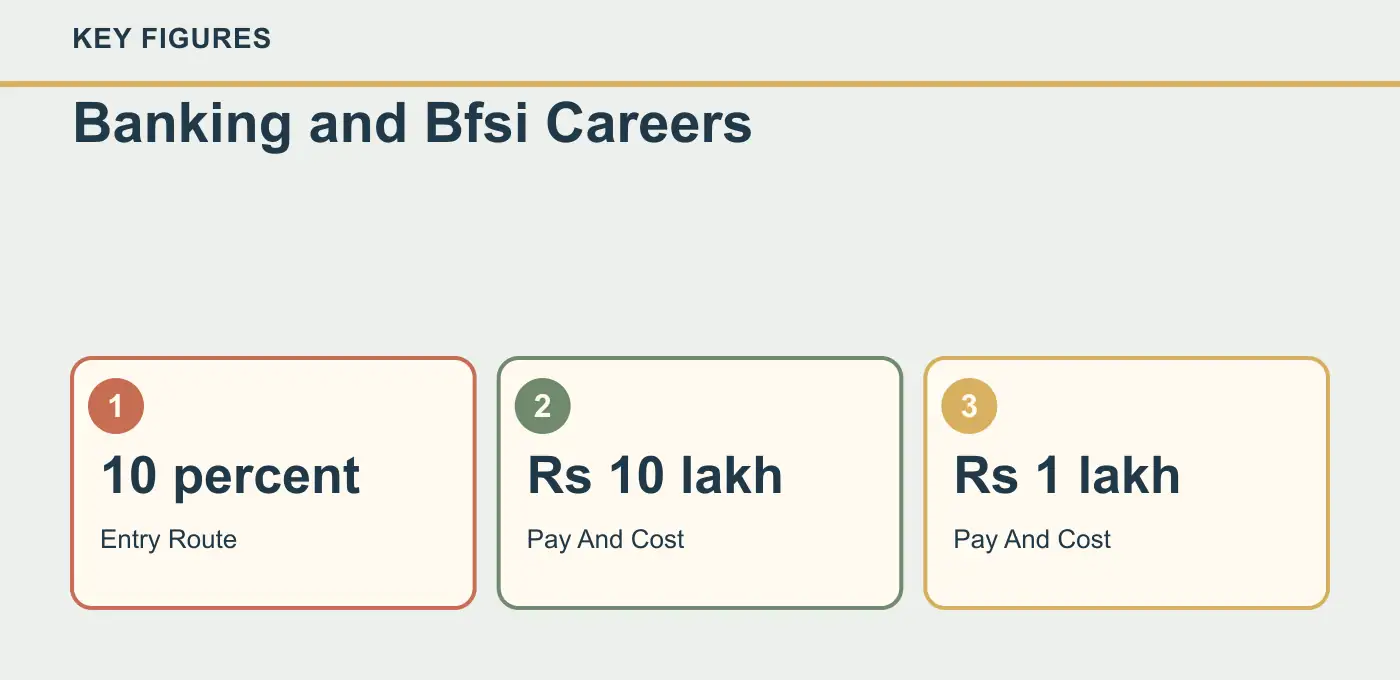 KEY FIGURES
Banking and Bfsi Careers
1
10 percent
Entry Route
2
Rs 10 lakh
Pay And Cost
3
Rs 1 lakh
Pay And Cost